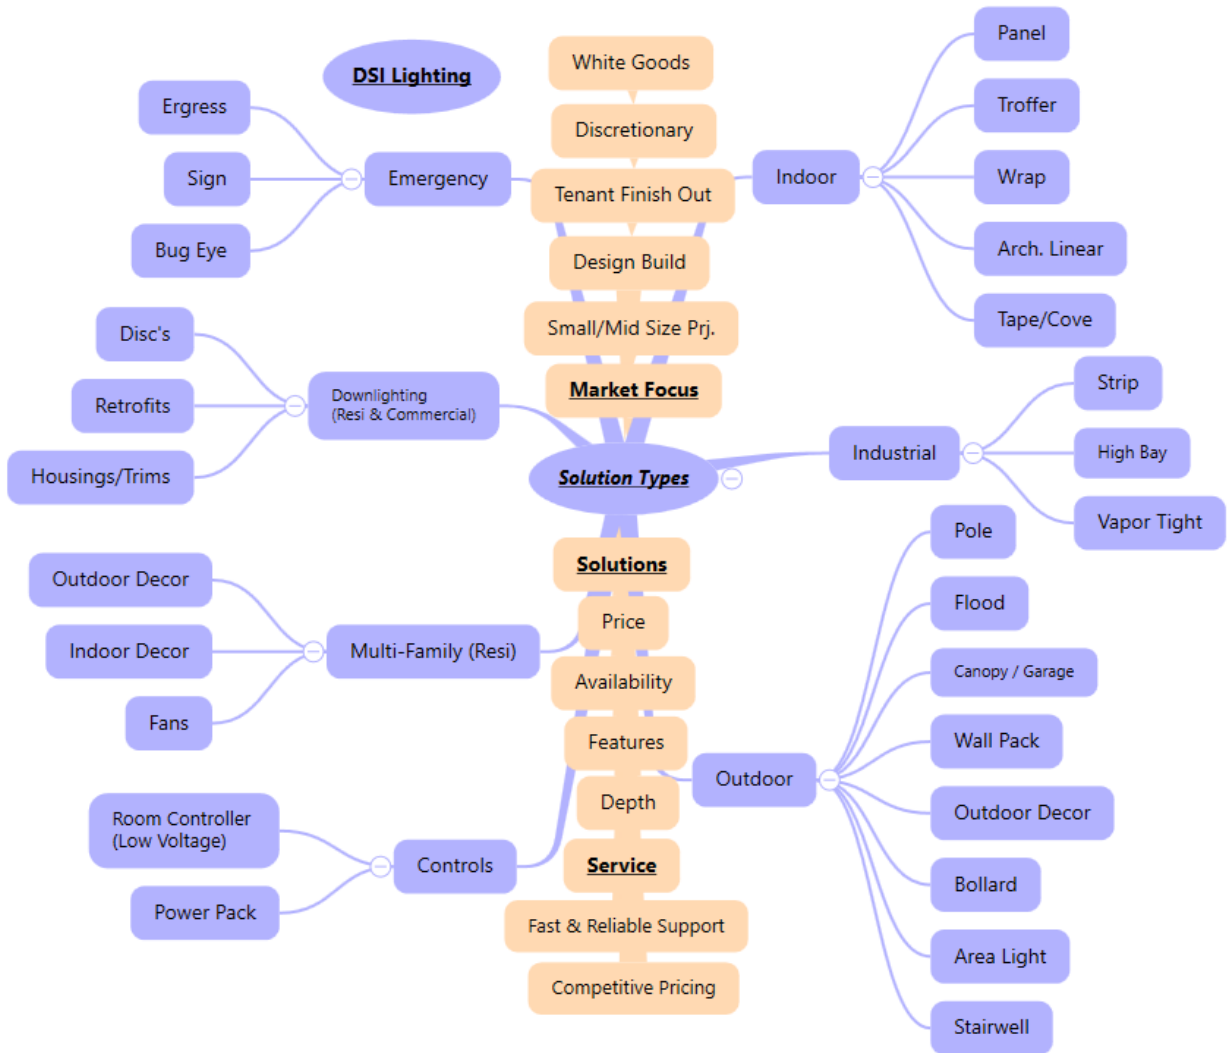 DSI Lighting
White Goods
Discretionary
Tenant Finish Out
Design Build
Small/Mid Size Prj.
Market Focus
Solution Types
Solutions
Price
Availability
Features
Depth
Service
Fast & Reliable Support
Competitive Pricing
Emergency
Ergress
Sign
Bug Eye
Downlighting
(Resi & Commercial)
Disc's
Retrofits
Housings/Trims
Multi-Family (Resi)
Outdoor Decor
Indoor Decor
Fans
Controls
Room Controller
(Low Voltage)
Power Pack
Indoor
Panel
Troffer
Wrap
Arch. Linear
Tape/Cove
Industrial
Strip
High Bay
Vapor Tight
Outdoor
Pole
Flood
Canopy / Garage
Wall Pack
Outdoor Decor
Bollard
Area Light
Stairwell